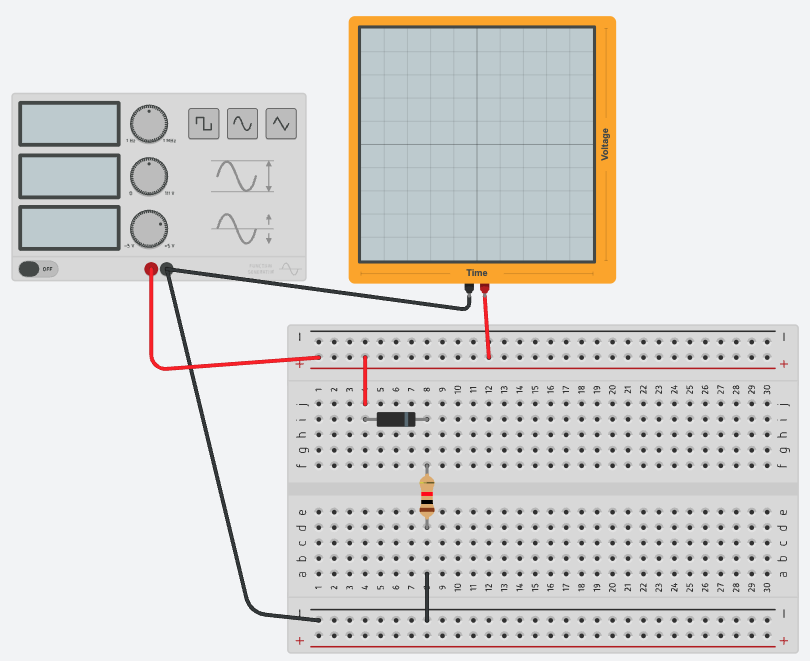 Voltage
1 Hz
1 MHz
0
10 V
-5 V
+5 V
OFF
FUNCTION
GENERATOR
Time
− −
+ +
1 2 3 4 5 6 7 8 9 10 11 12 13 14 15 16 17 18 19 20 21 22 23 24 25 26 27 28 29 30
j j
i i
h h
g g
f f
e e
d d
c c
b b
a a
1 2 3 4 5 6 7 8 9 10 11 12 13 14 15 16 17 18 19 20 21 22 23 24 25 26 27 28 29 30
− −
+ +